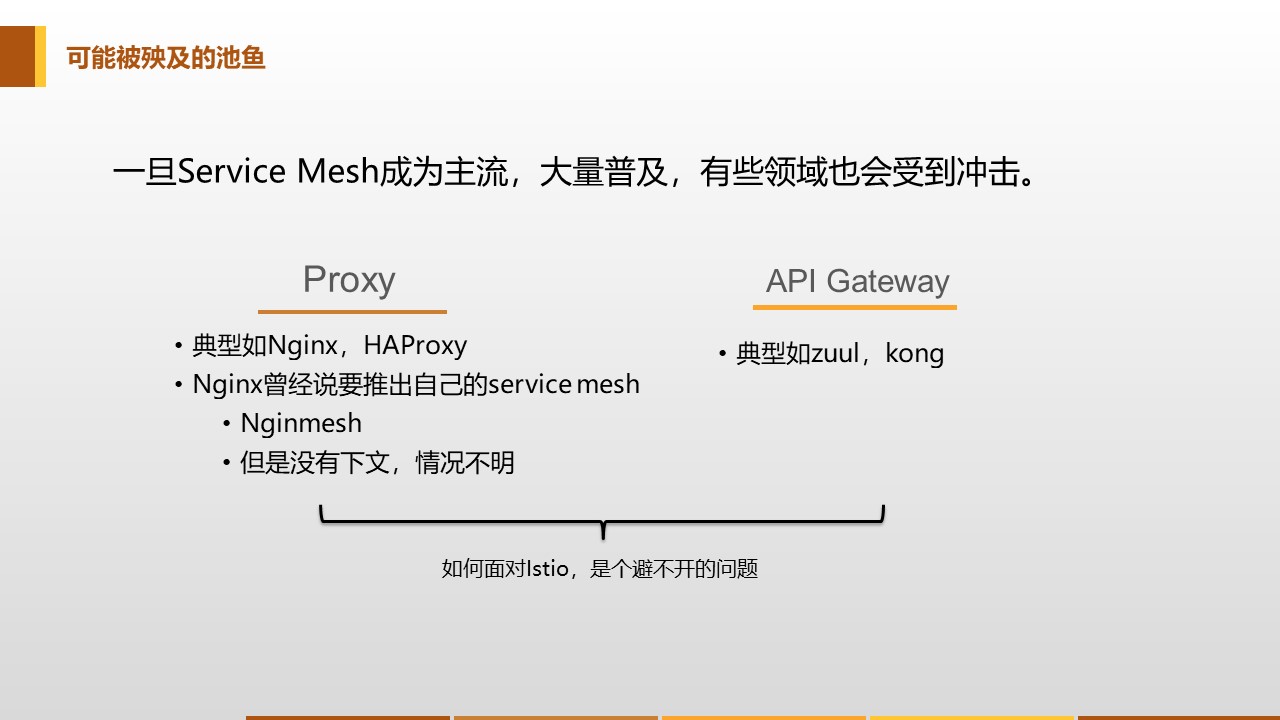 可能被殃及的池鱼
一旦Service Mesh成为主流，大量普及，有些领域也会受到冲击。
Proxy
• 典型如Nginx，HAProxy
• Nginx曾经说要推出自己的service mesh
• Nginmesh
• 但是没有下文，情况不明
API Gateway
• 典型如zuul，kong
如何面对Istio，是个避不开的问题